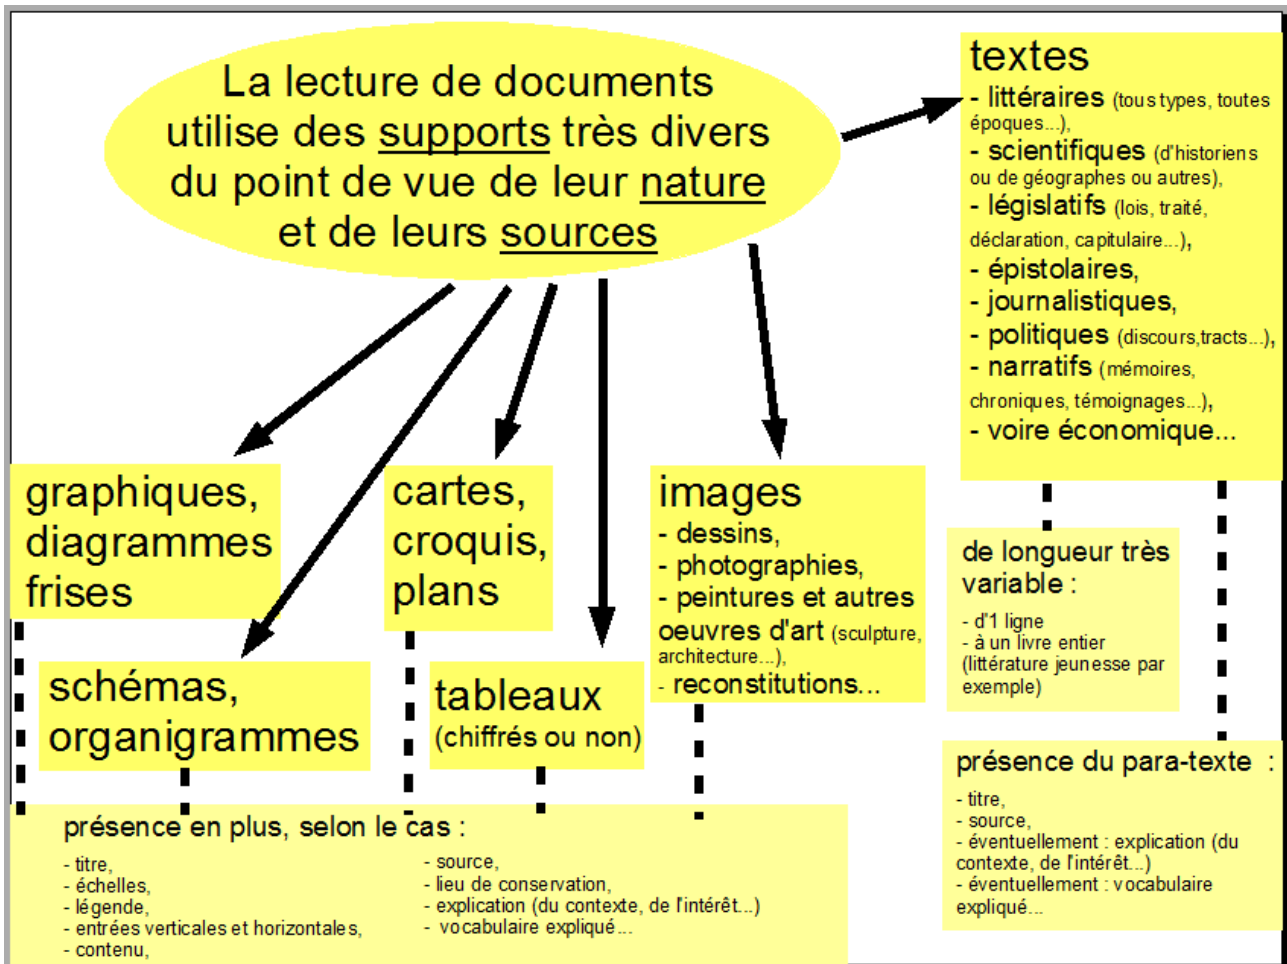 La lecture de documents
utilise des supports très divers
du point de vue de leur nature
et de leurs sources
textes
- littéraires (tous types, toutes
époques...),
- scientifiques (d'historiens
ou de géographes ou autres),
- législatifs (lois, traité,
déclaration, capitulaire...),
- épistolaires,
- journalistiques,
- politiques (discours,tracts...),
- narratifs (mémoires,
chroniques, témoignages...),
- voire économique...
graphiques,
diagrammes
frises
cartes,
croquis,
plans
images
- dessins,
- photographies,
- peintures et autres
oeuvres d'art (sculpture,
architecture...),
- reconstitutions...
de longueur très
variable :
- d'1 ligne
- à un livre entier
(littérature jeunesse par
exemple)
schémas,
organigrammes
tableaux
(chiffrés ou non)
présence du para-texte :
- titre,
- source,
- éventuellement : explication (du
contexte, de l'intérêt...)
- éventuellement : vocabulaire
expliqué...
présence en plus, selon le cas :
- titre,
- échelles,
- légende,
- entrées verticales et horizontales,
- contenu,
- source,
- lieu de conservation,
- explication (du contexte, de l'intérêt...)
- vocabulaire expliqué...